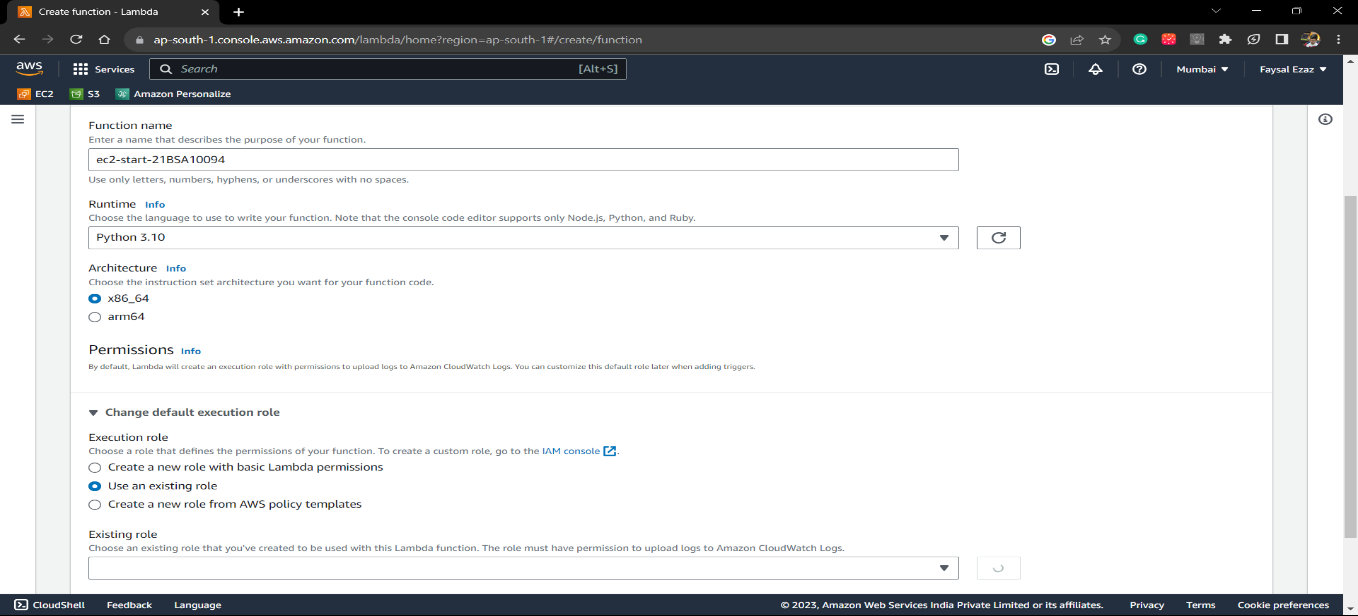 Create function - Lambda
ap-south-1.console.aws.amazon.com/lambda/home?region=ap-south-1#/create/function
aws Services Search [Alt+S] Mumbai Faysal Ezaz
EC2 S3 Amazon Personalize
Function name
Enter a name that describes the purpose of your function.
ec2-start-21BSA10094
Use only letters, numbers, hyphens, or underscores with no spaces.
Runtime Info
Choose the language to use to write your function. Note that the console code editor supports only Node.js, Python, and Ruby.
Python 3.10
Architecture Info
Choose the instruction set architecture you want for your function code.
x86_64
arm64
Permissions Info
By default, Lambda will create an execution role with permissions to upload logs to Amazon CloudWatch Logs. You can customize this default role later when adding triggers.
Change default execution role
Execution role
Choose a role that defines the permissions of your function. To create a custom role, go to the IAM console.
Create a new role with basic Lambda permissions
Use an existing role
Create a new role from AWS policy templates
Existing role
Choose an existing role that you've created to be used with this Lambda function. The role must have permission to upload logs to Amazon CloudWatch Logs.
CloudShell Feedback Language © 2023, Amazon Web Services India Private Limited or its affiliates. Privacy Terms Cookie preferences